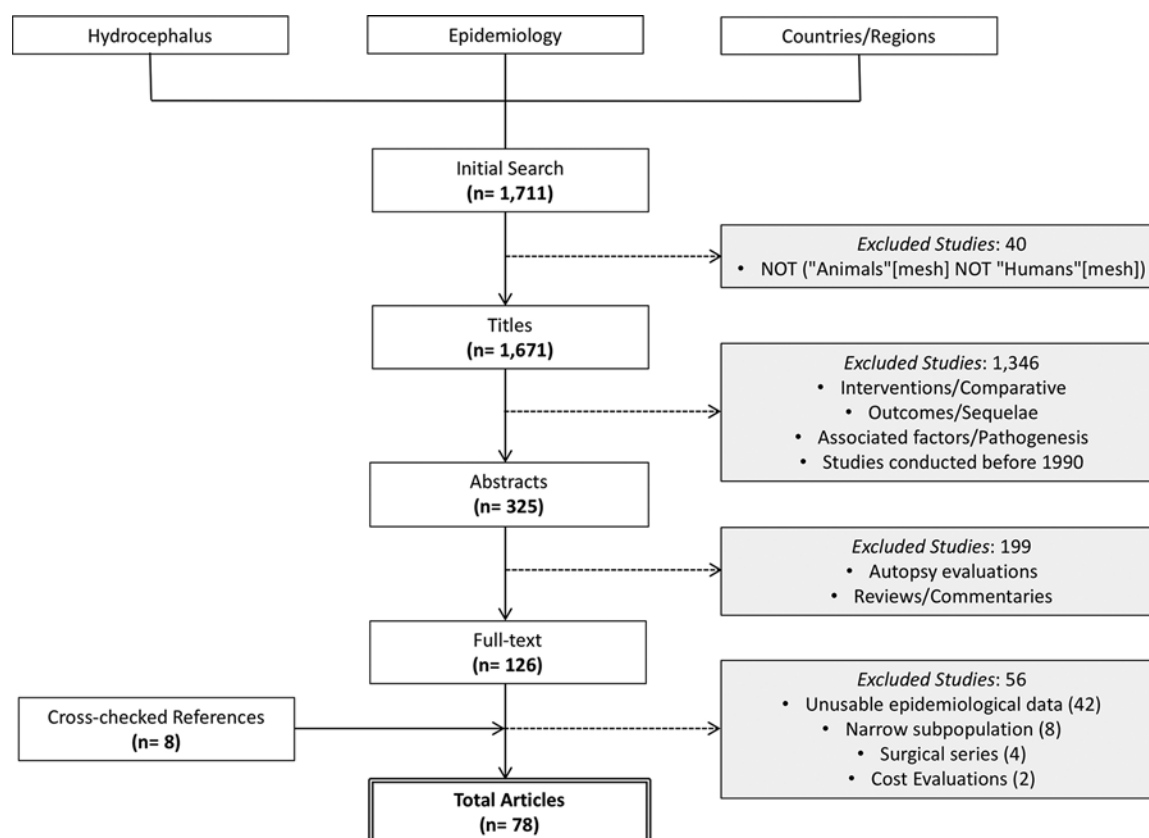 Hydrocephalus
Epidemiology
Countries/Regions
Initial Search
(n= 1,711)
Excluded Studies: 40
• NOT ("Animals"[mesh] NOT "Humans"[mesh])
Titles
(n= 1,671)
Excluded Studies: 1,346
• Interventions/Comparative
• Outcomes/Sequelae
• Associated factors/Pathogenesis
• Studies conducted before 1990
Abstracts
(n= 325)
Excluded Studies: 199
• Autopsy evaluations
• Reviews/Commentaries
Full-text
(n= 126)
Excluded Studies: 56
• Unusable epidemiological data (42)
• Narrow subpopulation (8)
• Surgical series (4)
• Cost Evaluations (2)
Cross-checked References
(n= 8)
Total Articles
(n= 78)